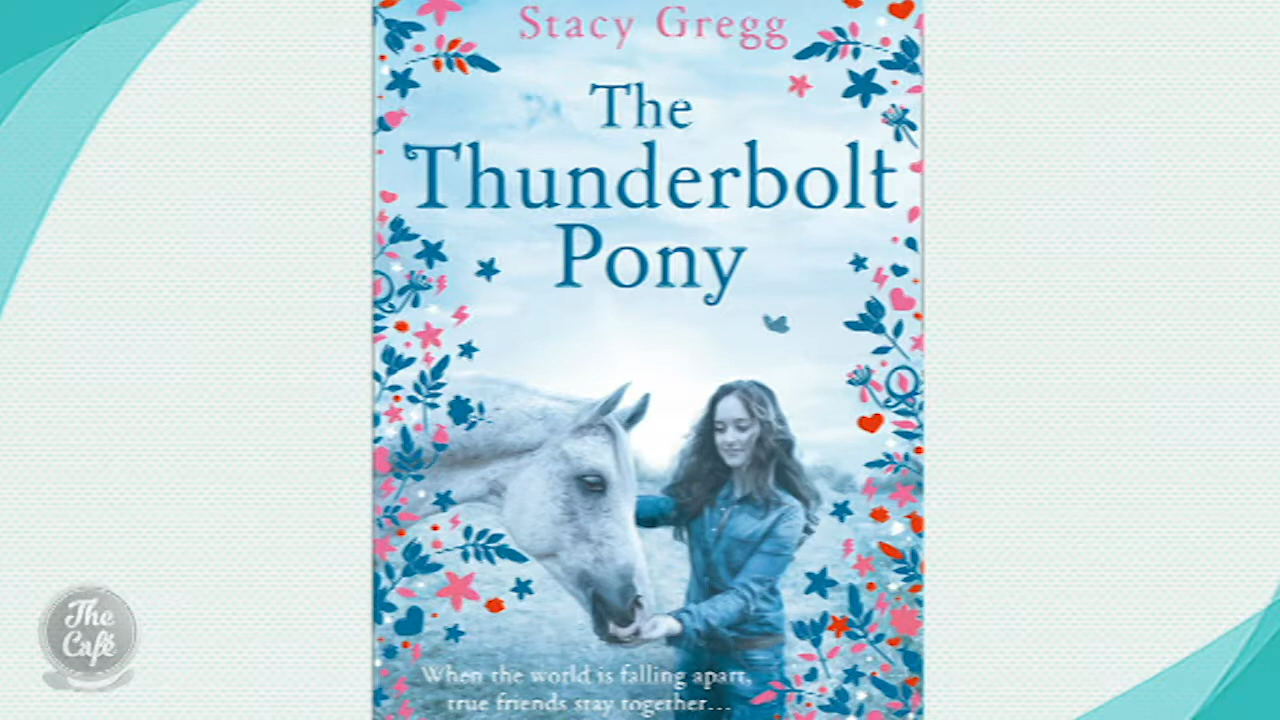 Stacy Gregg
The
Thunderbolt
Pony
When the world is falling apart,
true friends stay together...
The
Café